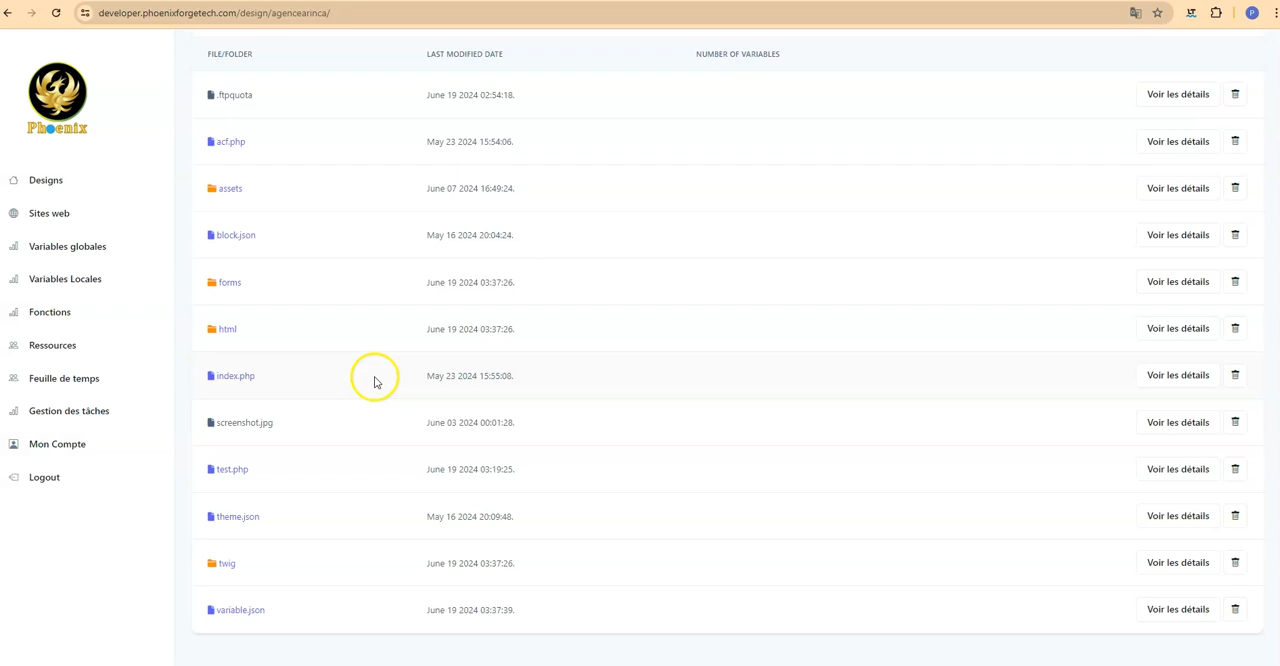 developer.phoenixforgetech.com/design/agencearinca/
LT
P
Phoenix
Designs
Sites web
Variables globales
Variables Locales
Fonctions
Ressources
Feuille de temps
Gestion des tâches
Mon Compte
Logout
FILE/FOLDER LAST MODIFIED DATE NUMBER OF VARIABLES
.ftpquota June 19 2024 02:54:18. Voir les détails
acf.php May 23 2024 15:54:06. Voir les détails
assets June 07 2024 16:49:24. Voir les détails
block.json May 16 2024 20:04:24. Voir les détails
forms June 19 2024 03:37:26. Voir les détails
html June 19 2024 03:37:26. Voir les détails
index.php May 23 2024 15:55:08. Voir les détails
screenshot.jpg June 03 2024 00:01:28. Voir les détails
test.php June 19 2024 03:19:25. Voir les détails
theme.json May 16 2024 20:09:48. Voir les détails
twig June 19 2024 03:37:26. Voir les détails
variable.json June 19 2024 03:37:39. Voir les détails